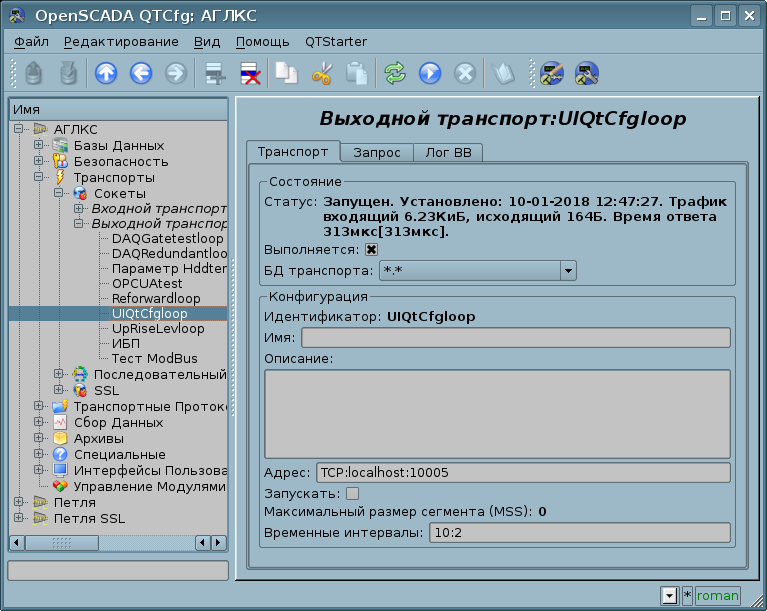 OpenSCADA QTCfg: АГЛКС
Файл Редактирование Вид Помощь QTStarter
Имя
АГЛКС
Базы Данных
Безопасность
Транспорты
Сокеты
Входной транспорт
Выходной транспор
DAQGatetestloop
DAQRedundantloo
Параметр Hddter
OPCUAtest
Reforwardloop
UIQtCfgloop
UpRiseLevloop
ИБП
Тест ModBus
Последовательный
SSL
Транспортные Проток
Сбор Данных
Архивы
Специальные
Интерфейсы Пользова
Управление Модулями
Петля
Петля SSL
Выходной транспорт:UIQtCfgloop
Транспорт Запрос Лог ВВ
Состояние
Статус: Запущен. Установлено: 10-01-2018 12:47:27. Трафик
входящий 6.23КиБ, исходящий 164Б. Время ответа
313мкс[313мкс].
Выполняется:
БД транспорта: *.*
Конфигурация
Идентификатор: UIQtCfgloop
Имя:
Описание:
Адрес: TCP:localhost:10005
Запускать:
Максимальный размер сегмента (MSS): 0
Временные интервалы: 10:2
* roman